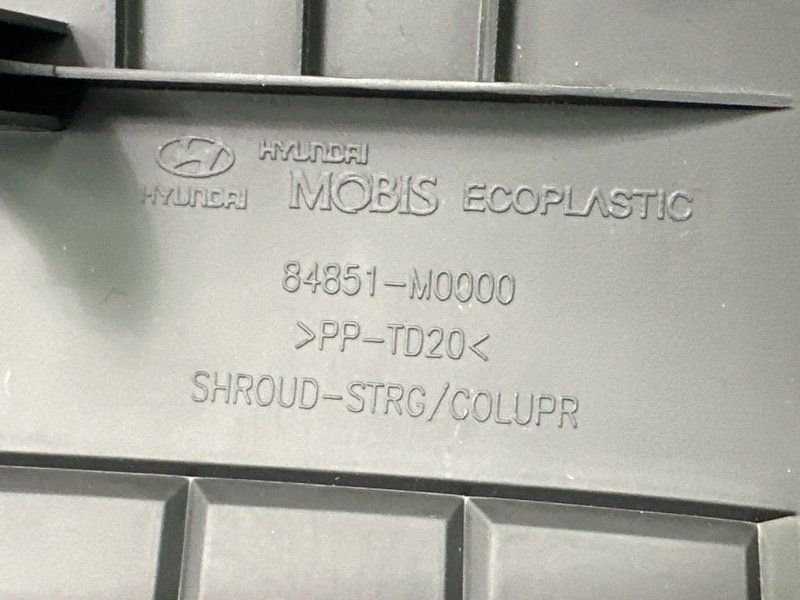 HYUNDAI
HYUNDAI
MOBIS ECOPLASTIC
84851-M0000
>PP-TD20<
SHROUD-STRG/COLUPR